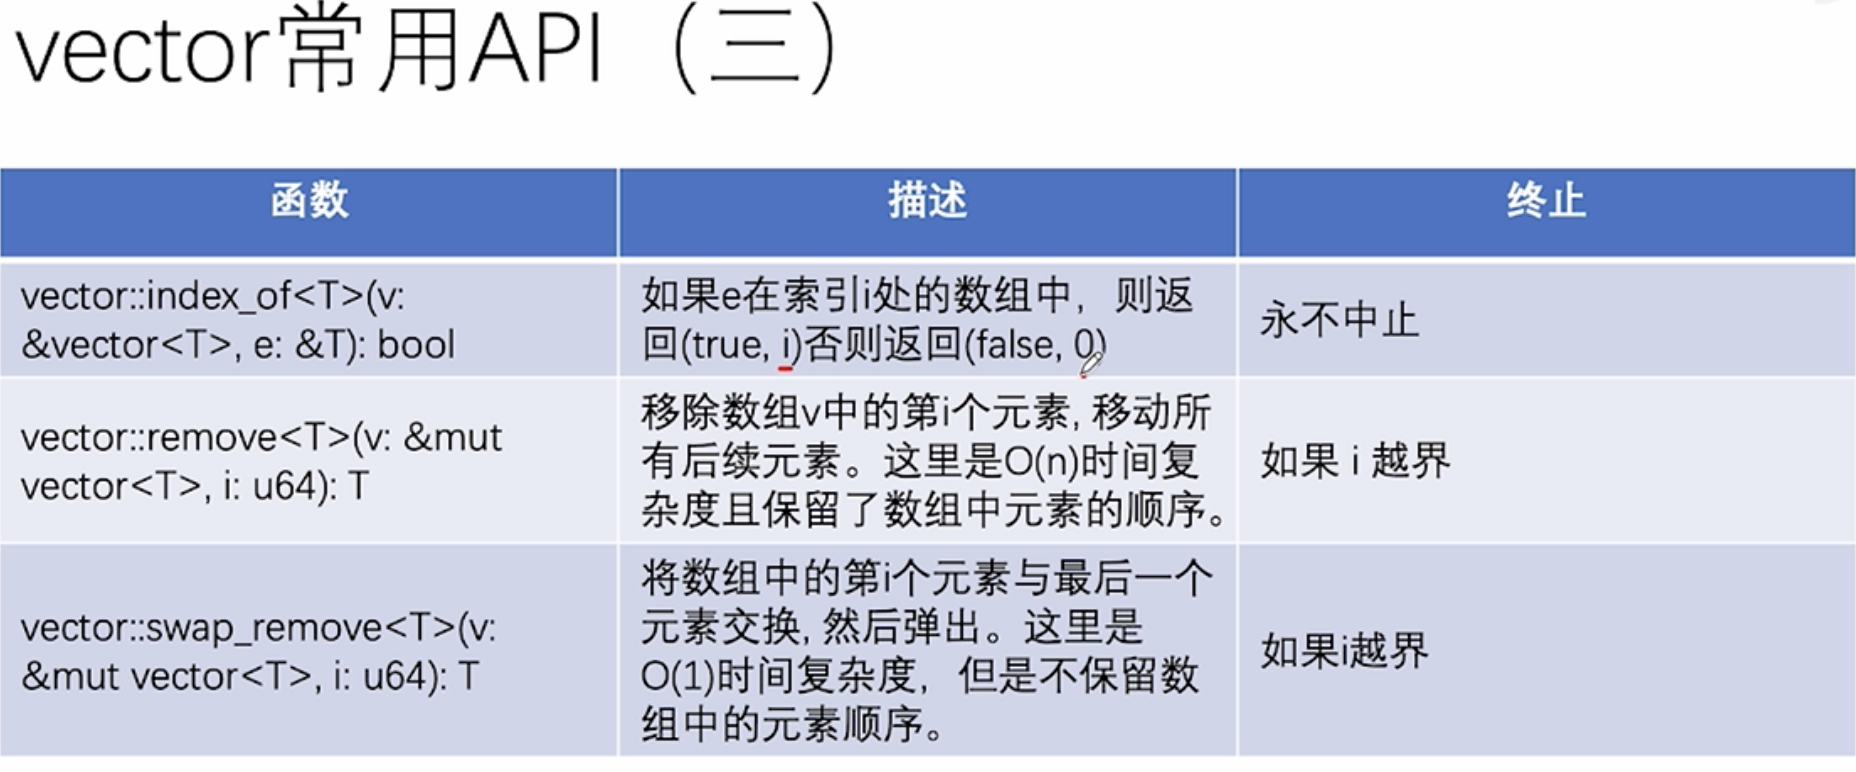 vector常用API（三）
函数
描述
终止
vector::index_of<T>(v:
&vector<T>, e: &T): bool
如果e在索引i处的数组中，则返
回(true, i)否则返回(false, 0)
永不中止
vector::remove<T>(v: &mut
vector<T>, i: u64): T
移除数组v中的第i个元素, 移动所
有后续元素。这里是O(n)时间复
杂度且保留了数组中元素的顺序。
如果 i 越界
vector::swap_remove<T>(v:
&mut vector<T>, i: u64): T
将数组中的第i个元素与最后一个
元素交换, 然后弹出。这里是
O(1)时间复杂度，但是不保留数
组中的元素顺序。
如果i越界